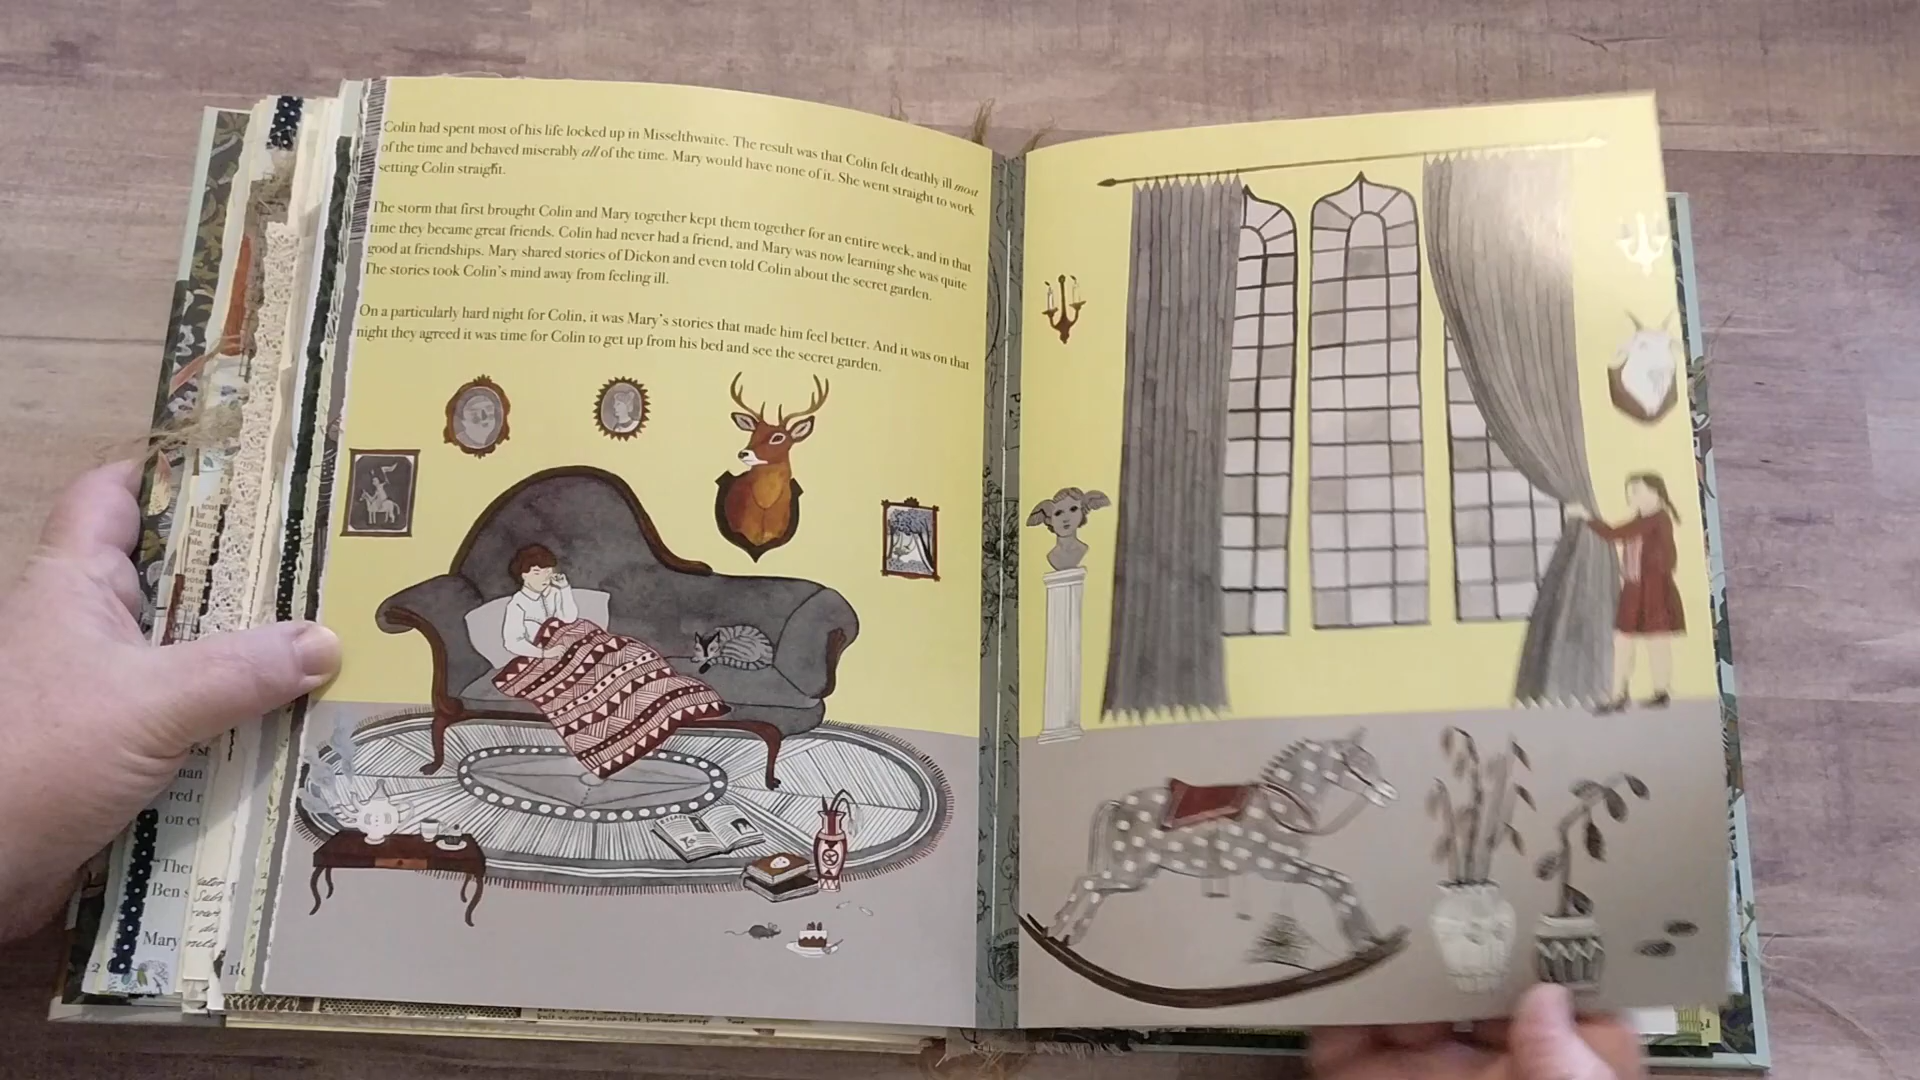 Colin had spent most of his life locked up in Misselthwaite. The result was that Colin felt deathly ill most
of the time and behaved miserably all of the time. Mary would have none of it. She went straight to work
setting Colin straight.
The storm that first brought Colin and Mary together kept them together for an entire week, and in that
time they became great friends. Colin had never had a friend, and Mary was now learning she was quite
good at friendships. Mary shared stories of Dickon and even told Colin about the secret garden.
The stories took Colin's mind away from feeling ill.
On a particularly hard night for Colin, it was Mary's stories that made him feel better. And it was on that
night they agreed it was time for Colin to get up from his bed and see the secret garden.
red r
on ev
"The
Ben s
Mary